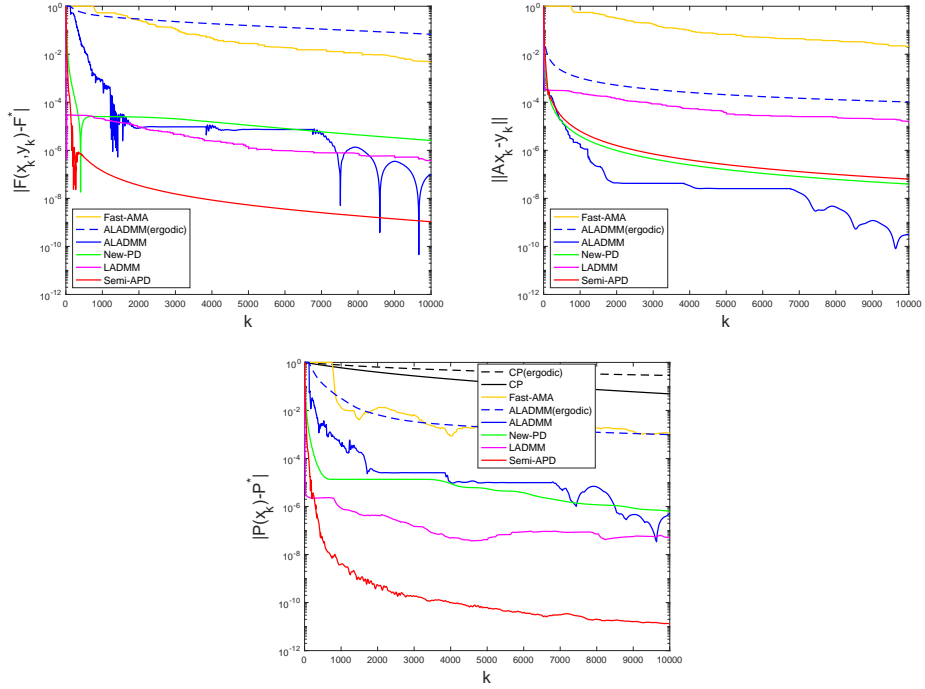 10^0
10^-2
10^-4
10^-6
10^-8
10^-10
10^-12
|F(x_k,y_k)-F^*|
Fast-AMA
ALADMM(ergodic)
ALADMM
New-PD
LADMM
Semi-APD
0 1000 2000 3000 4000 5000 6000 7000 8000 9000 10000
k
10^0
10^-2
10^-4
10^-6
10^-8
10^-10
10^-12
||Ax_k-y_k||
Fast-AMA
ALADMM(ergodic)
ALADMM
New-PD
LADMM
Semi-APD
0 1000 2000 3000 4000 5000 6000 7000 8000 9000 10000
k
10^0
10^-2
10^-4
10^-6
10^-8
10^-10
10^-12
|P(x_k)-P^*|
CP(ergodic)
CP
Fast-AMA
ALADMM(ergodic)
ALADMM
New-PD
LADMM
Semi-APD
0 1000 2000 3000 4000 5000 6000 7000 8000 9000 10000
k